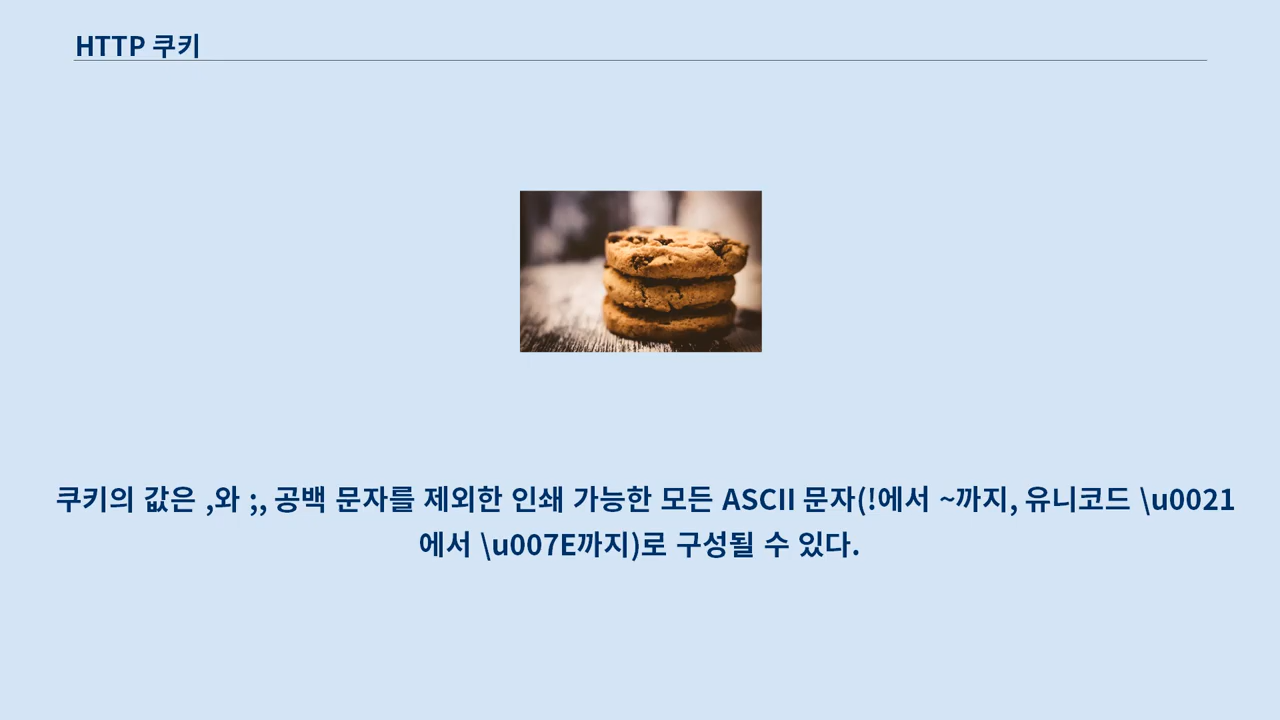 HTTP 쿠키
쿠키의 값은 ,와 ;, 공백 문자를 제외한 인쇄 가능한 모든 ASCII 문자(!에서 ~까지, 유니코드 \u0021
에서 \u007E까지)로 구성될 수 있다.